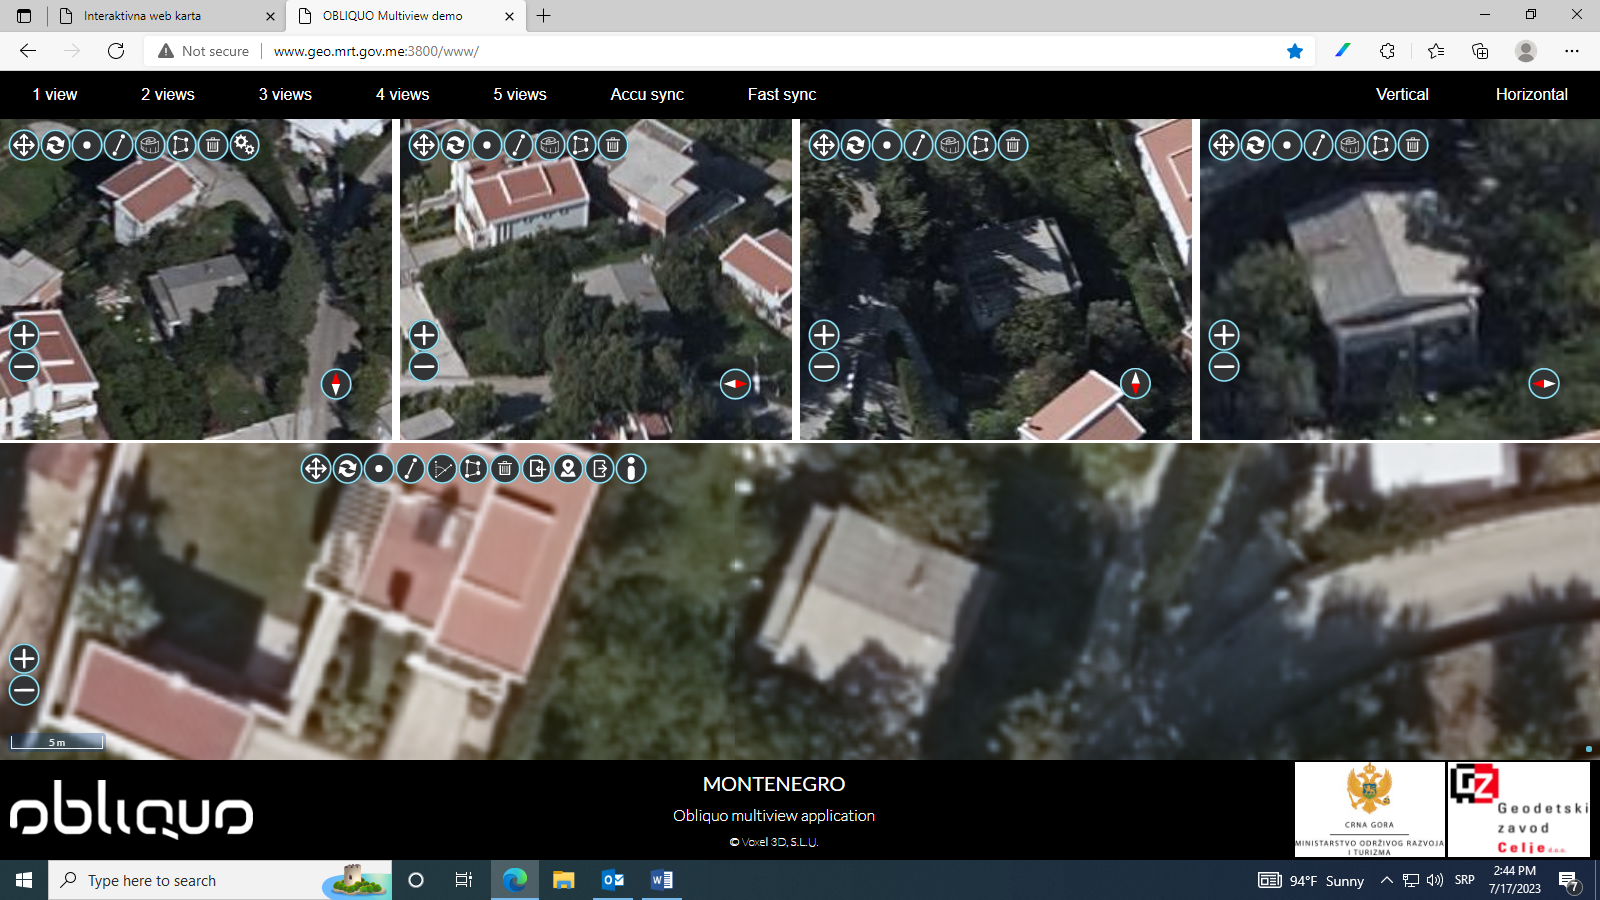 Interaktivna web karta
OBLIQUO Multiview demo
Not secure
www.geo.mrt.gov.me:3800/www/
1 view
2 views
3 views
4 views
5 views
Accu sync
Fast sync
Vertical
Horizontal
5 m
obliquo
MONTENEGRO
Obliquo multiview application
© Voxel 3D, S.L.U.
CRNA GORA
MINISTARSTVO ODRŽIVOG RAZVOJA
I TURIZMA
GZ
Geodetski
zavod
Celje d.o.o.
Type here to search
94°F Sunny
SRP
2:44 PM
7/17/2023
7